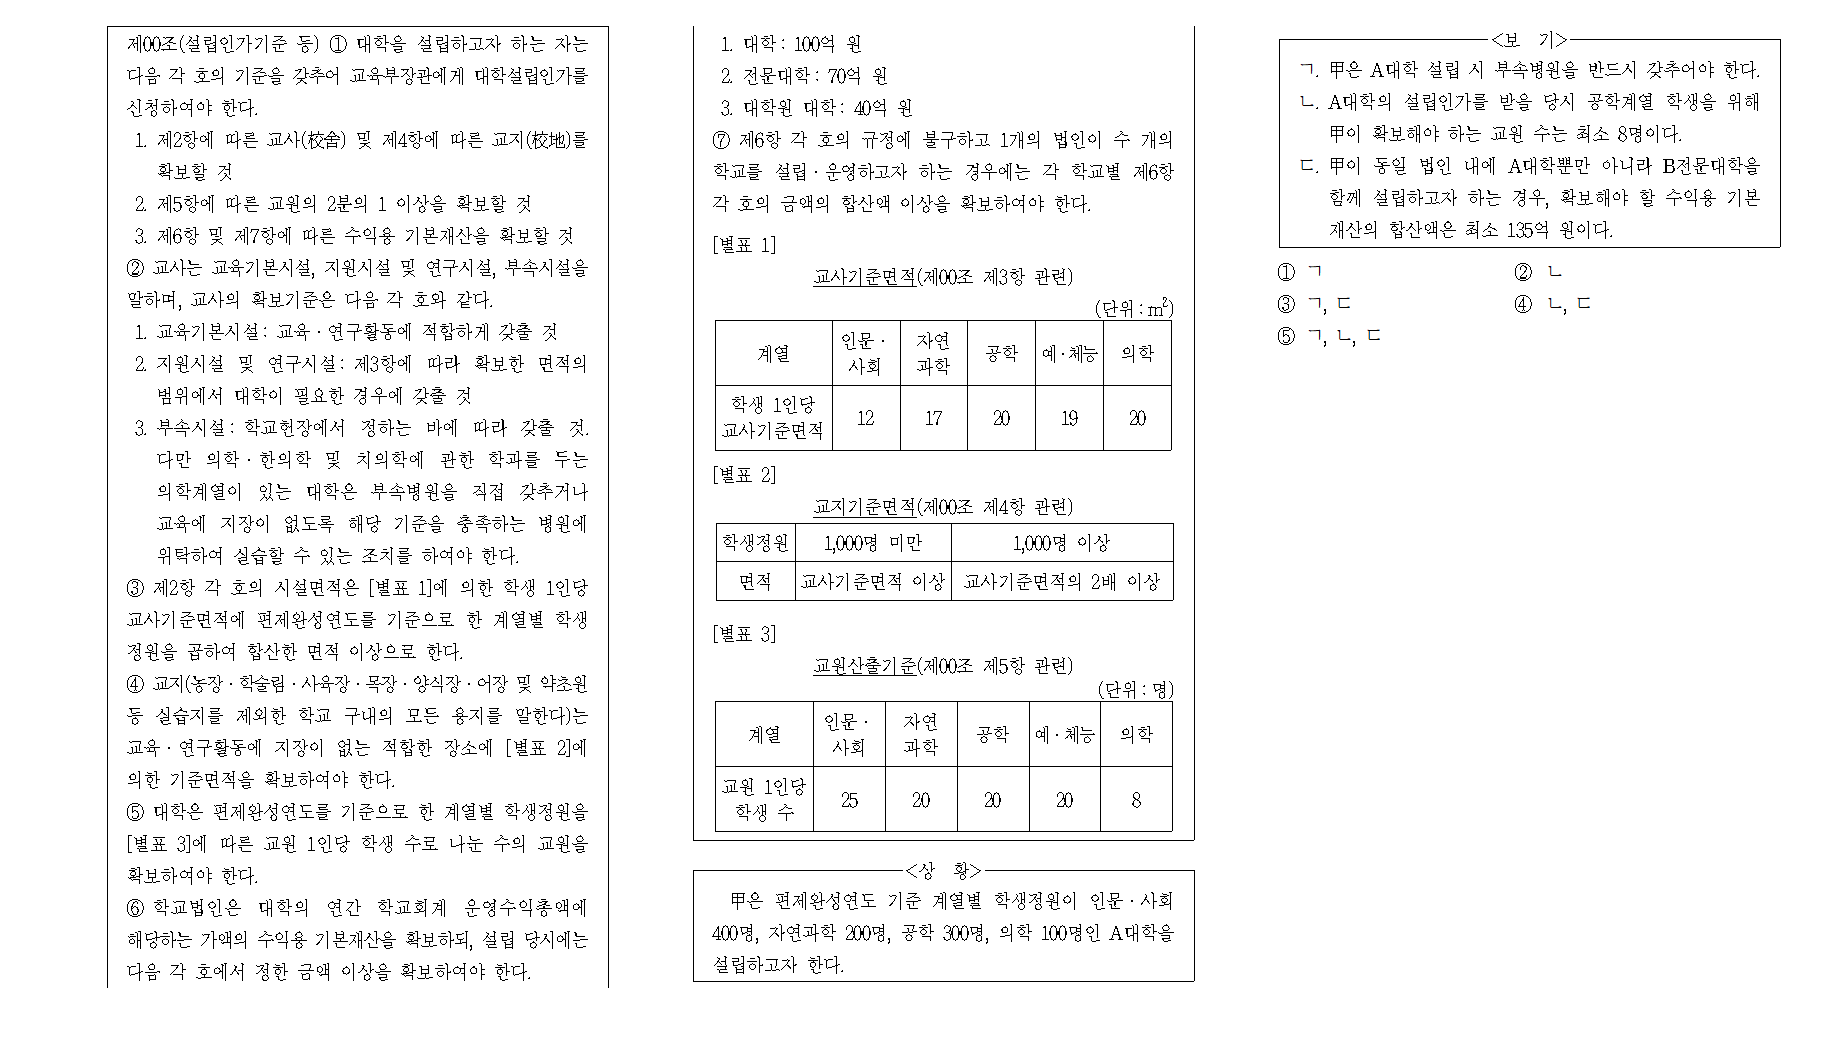 제00조(설립인가기준 등) ① 대학을 설립하고자 하는 자는
다음 각 호의 기준을 갖추어 교육부장관에게 대학설립인가를
신청하여야 한다.
1. 제2항에 따른 교사(校舍) 및 제4항에 따른 교지(校地)를
확보할 것
2. 제5항에 따른 교원의 2분의 1 이상을 확보할 것
3. 제6항 및 제7항에 따른 수익용 기본재산을 확보할 것
② 교사는 교육기본시설, 지원시설 및 연구시설, 부속시설을
말하며, 교사의 확보기준은 다음 각 호와 같다.
1. 교육기본시설 : 교육ㆍ연구활동에 적합하게 갖출 것
2. 지원시설 및 연구시설 : 제3항에 따라 확보한 면적의
범위에서 대학이 필요한 경우에 갖출 것
3. 부속시설 : 학교헌장에서 정하는 바에 따라 갖출 것.
다만 의학ㆍ한의학 및 치의학에 관한 학과를 두는
의학계열이 있는 대학은 부속병원을 직접 갖추거나
교육에 지장이 없도록 해당 기준을 충족하는 병원에
위탁하여 실습할 수 있는 조치를 하여야 한다.
③ 제2항 각 호의 시설면적은 [별표 1]에 의한 학생 1인당
교사기준면적에 편제완성연도를 기준으로 한 계열별 학생
정원을 곱하여 합산한 면적 이상으로 한다.
④ 교지(농장ㆍ학술림ㆍ사육장ㆍ목장ㆍ양식장ㆍ어장 및 약초원
등 실습지를 제외한 학교 구내의 모든 용지를 말한다)는
교육ㆍ연구활동에 지장이 없는 적합한 장소에 [별표 2]에
의한 기준면적을 확보하여야 한다.
⑤ 대학은 편제완성연도를 기준으로 한 계열별 학생정원을
[별표 3]에 따른 교원 1인당 학생 수로 나눈 수의 교원을
확보하여야 한다.
⑥ 학교법인은 대학의 연간 학교회계 운영수익총액에
해당하는 가액의 수익용 기본재산을 확보하되, 설립 당시에는
다음 각 호에서 정한 금액 이상을 확보하여야 한다.
1. 대학 : 100억 원
2. 전문대학 : 70억 원
3. 대학원 대학 : 40억 원
⑦ 제6항 각 호의 규정에 불구하고 1개의 법인이 수 개의
학교를 설립ㆍ운영하고자 하는 경우에는 각 학교별 제6항
각 호의 금액의 합산액 이상을 확보하여야 한다.
[별표 1]
교사기준면적(제00조 제3항 관련)
(단위 : m²)
계열 인문ㆍ사회 자연과학 공학 예ㆍ체능 의학
학생 1인당 교사기준면적 12 17 20 19 20
[별표 2]
교지기준면적(제00조 제4항 관련)
학생정원 1,000명 미만 1,000명 이상
면적 교사기준면적 이상 교사기준면적의 2배 이상
[별표 3]
교원산출기준(제00조 제5항 관련)
(단위 : 명)
계열 인문ㆍ사회 자연과학 공학 예ㆍ체능 의학
교원 1인당 학생 수 25 20 20 20 8
<상 황>
甲은 편제완성연도 기준 계열별 학생정원이 인문ㆍ사회
400명, 자연과학 200명, 공학 300명, 의학 100명인 A대학을
설립하고자 한다.
<보 기>
ㄱ. 甲은 A대학 설립 시 부속병원을 반드시 갖추어야 한다.
ㄴ. A대학의 설립인가를 받을 당시 공학계열 학생을 위해
甲이 확보해야 하는 교원 수는 최소 8명이다.
ㄷ. 甲이 동일 법인 내에 A대학뿐만 아니라 B전문대학을
함께 설립하고자 하는 경우, 확보해야 할 수익용 기본
재산의 합산액은 최소 135억 원이다.
① ㄱ
② ㄴ
③ ㄱ, ㄷ
④ ㄴ, ㄷ
⑤ ㄱ, ㄴ, ㄷ